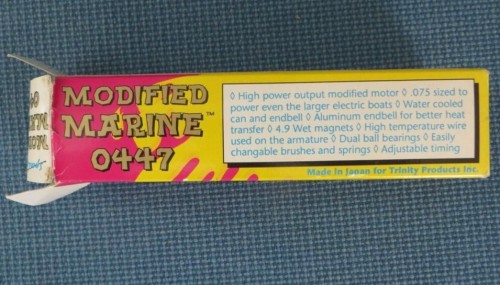 MODIFIED
MARINE™
0447
◊ High power output modified motor ◊ .075 sized to
power even the larger electric boats ◊ Water cooled
can and endbell ◊ Aluminum endbell for better heat
transfer ◊ 4.9 Wet magnets ◊ High temperature wire
used on the armature ◊ Dual ball bearings ◊ Easily
changable brushes and springs ◊ Adjustable timing
Made In Japan for Trinity Products Inc.